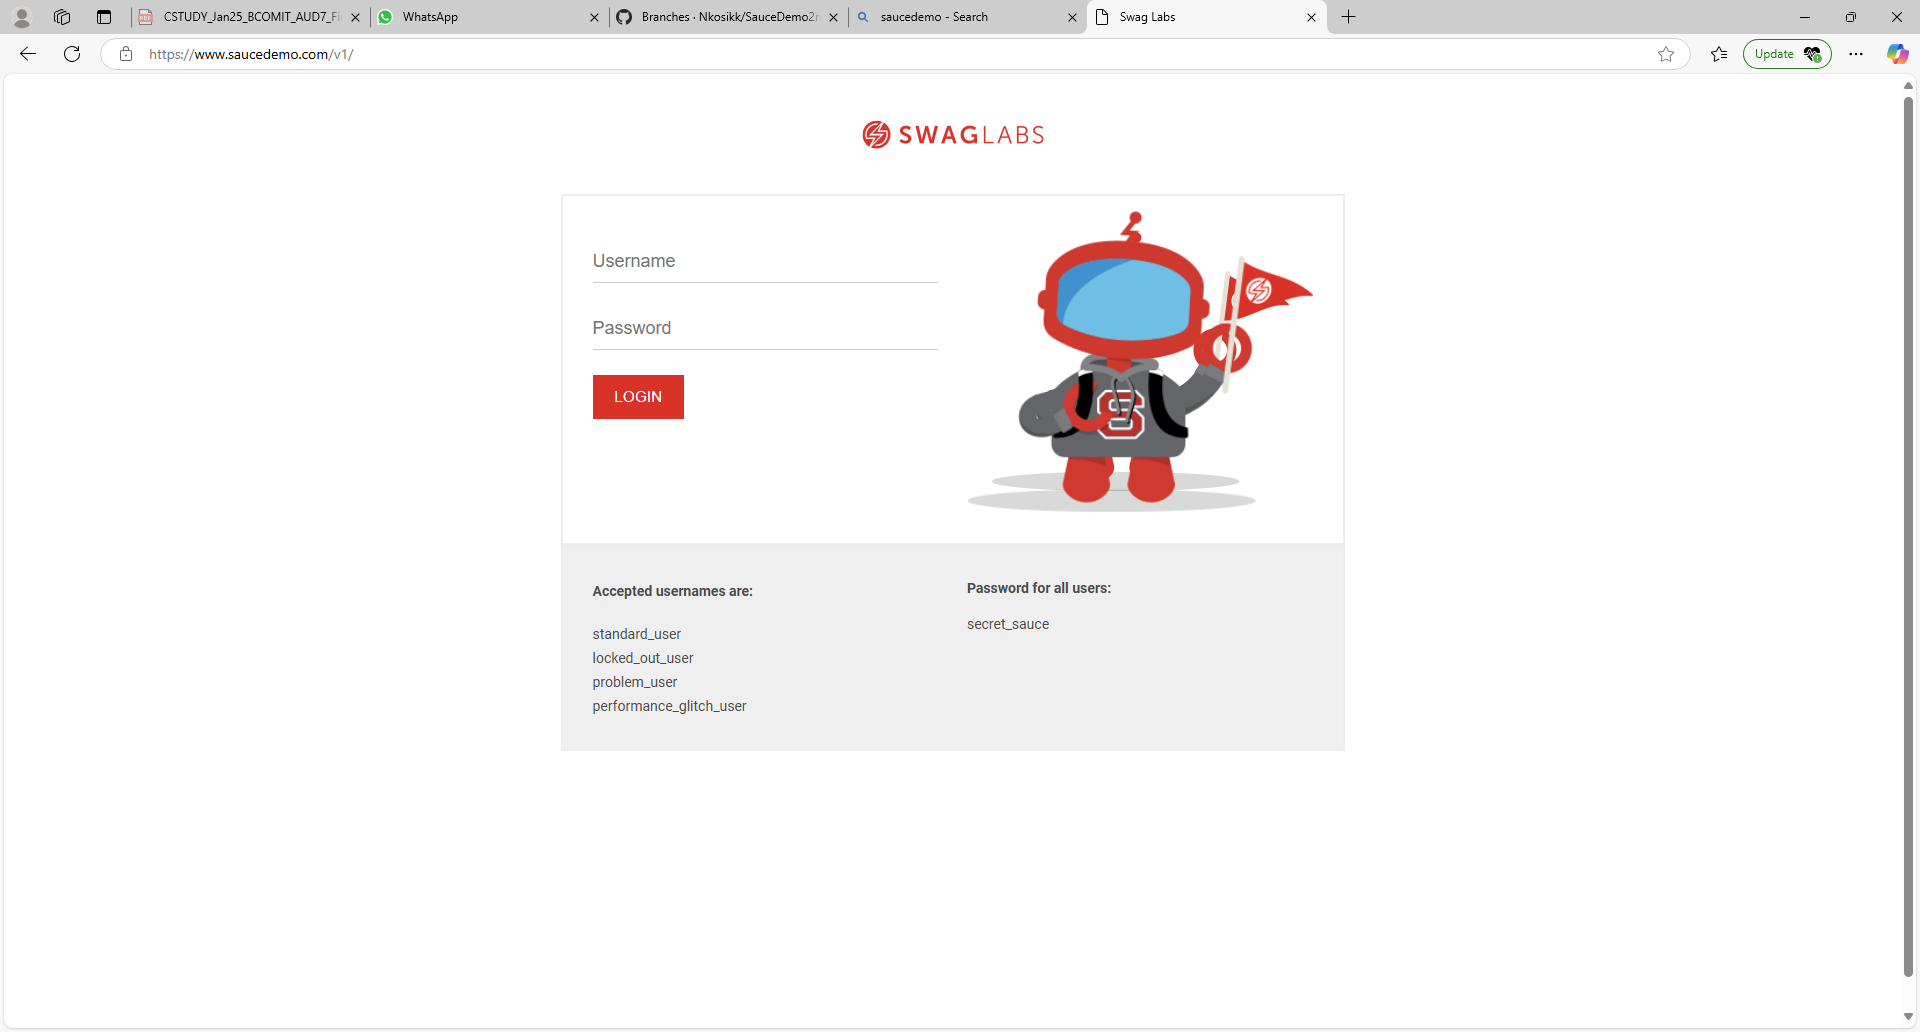 CSTUDY_Jan25_BCOMIT_AUD7_Fi
WhatsApp
Branches · Nkosikk/SauceDemo2
saucedemo - Search
Swag Labs
https://www.saucedemo.com/v1/
Update
SWAGLABS
Username
Password
LOGIN
S
Accepted usernames are:
standard_user
locked_out_user
problem_user
performance_glitch_user
Password for all users:
secret_sauce